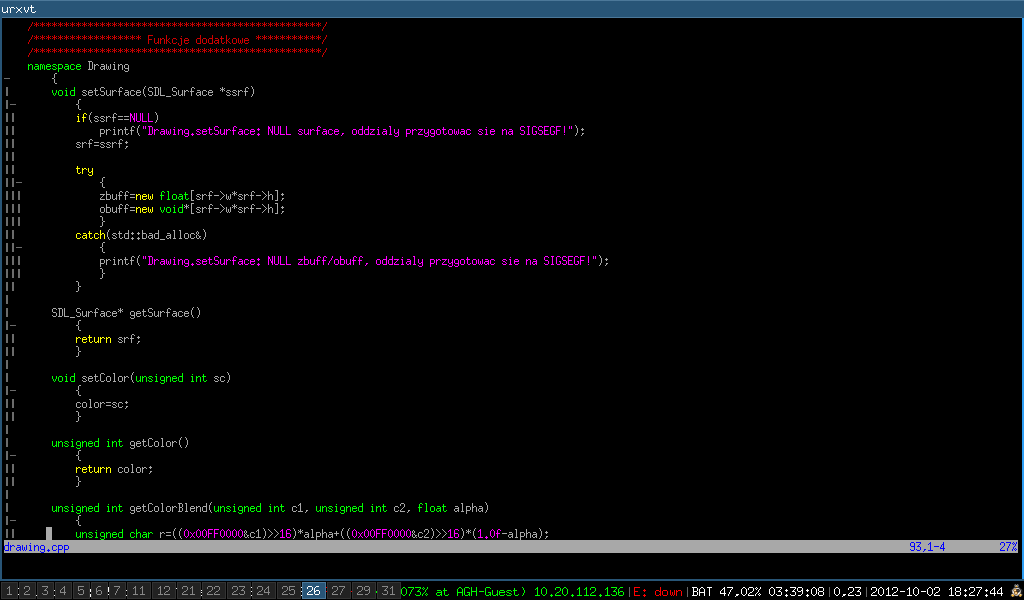 urxvt
/************************************************/
/****************** Funkcje dodatkowe ***********/
/************************************************/
namespace Drawing
{
void setSurface(SDL_Surface *ssrf)
{
if(ssrf==NULL)
printf("Drawing.setSurface: NULL surface, oddzialy przygotowac sie na SIGSEGF!");
srf=ssrf;
try
{
zbuff=new float[srf->w*srf->h];
obuff=new void*[srf->w*srf->h];
}
catch(std::bad_alloc&)
{
printf("Drawing.setSurface: NULL zbuff/obuff, oddzialy przygotowac sie na SIGSEGF!");
}
}
SDL_Surface* getSurface()
{
return srf;
}
void setColor(unsigned int sc)
{
color=sc;
}
unsigned int getColor()
{
return color;
}
unsigned int getColorBlend(unsigned int c1, unsigned int c2, float alpha)
{
unsigned char r=((0x00FF0000&c1)>>16)*alpha+((0x00FF0000&c2)>>16)*(1.0f-alpha);
drawing.cpp 93,1-4 27%
1 2 3 4 5 6 7 11 12 21 22 23 24 25 26 27 29 31 073% at AGH-Guest) 10.20.112.136|E: down|BAT 47,02% 03:39:08|0,23|2012-10-02 18:27:44